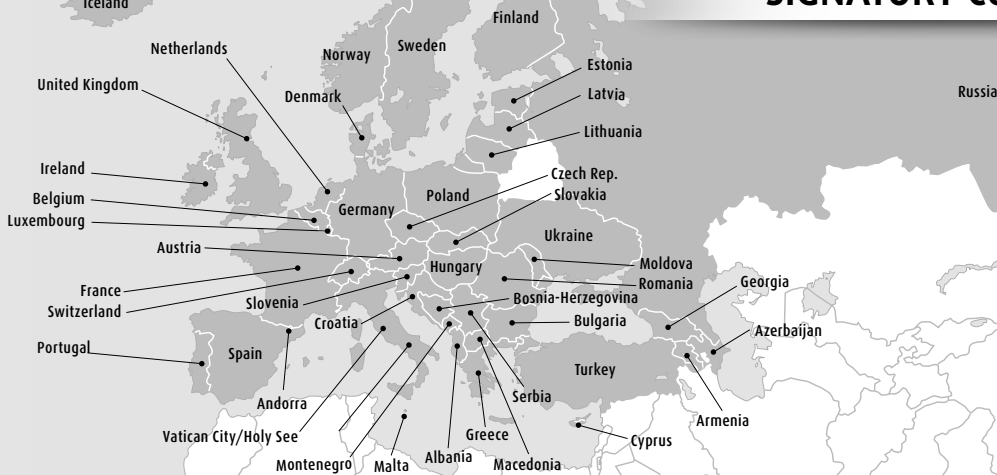 Iceland
SIGNATORY CO
Finland
Sweden
Norway
Netherlands
Estonia
United Kingdom
Denmark
Latvia
Russia
Lithuania
Ireland
Czech Rep.
Slovakia
Belgium
Poland
Germany
Luxembourg
Ukraine
Austria
Moldova
Hungary
Romania
Georgia
France
Bosnia-Herzegovina
Slovenia
Switzerland
Croatia
Bulgaria
Azerbaijan
Portugal
Spain
Turkey
Serbia
Andorra
Armenia
Vatican City/Holy See
Greece
Cyprus
Albania
Montenegro
Malta
Macedonia